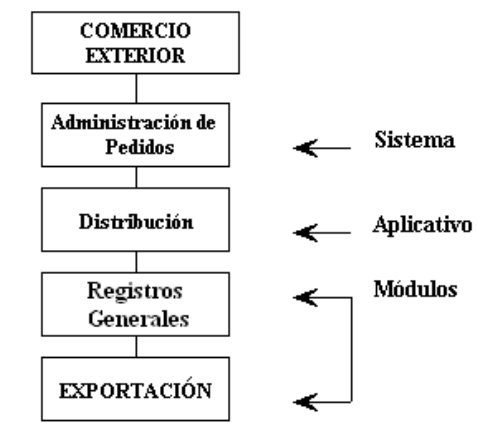 COMERCIO
EXTERIOR
Administración de
Pedidos
Sistema
Distribución
Aplicativo
Registros
Generales
Módulos
EXPORTACIÓN